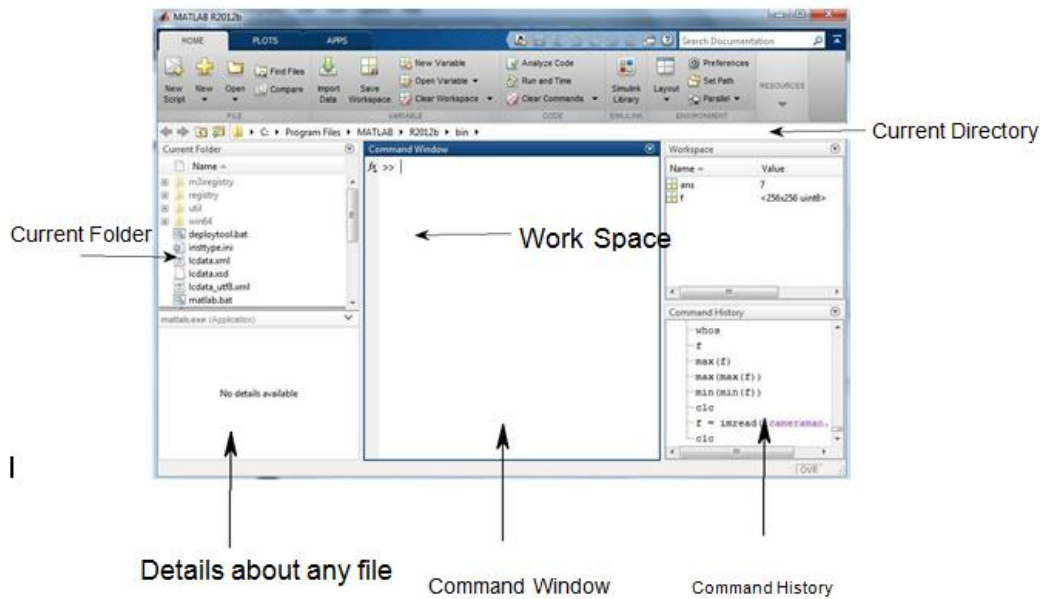 MATLAB R2012b
HOME PLOTS APPS
Search Documentation
New Script
New
Open
Find Files
Compare
Import Data
Save Workspace
New Variable
Open Variable
Clear Workspace
Analyze Code
Run and Time
Clear Commands
Simulink Library
Layout
Preferences
Set Path
Parallel
RESOURCES
FILE VARIABLE CODE SIMULINK ENVIRONMENT
C: Program Files MATLAB R2012b bin
Current Directory
Current Folder
Name
m3iregistry
registry
util
win64
deploytool.bat
insttype.ini
lcdata.xml
lcdata.xsd
lcdata_utf8.xml
matlab.bat
Current Folder
matlab.exe (Application)
No details available
Command Window
fx >>
Work Space
Workspace
Name Value
ans 7
f <256x256 uint8>
Command History
whos
f
max(f)
max(max(f))
min(min(f))
clc
f = imread('cameraman.
clc
OVR
Details about any file
Command Window
Command History